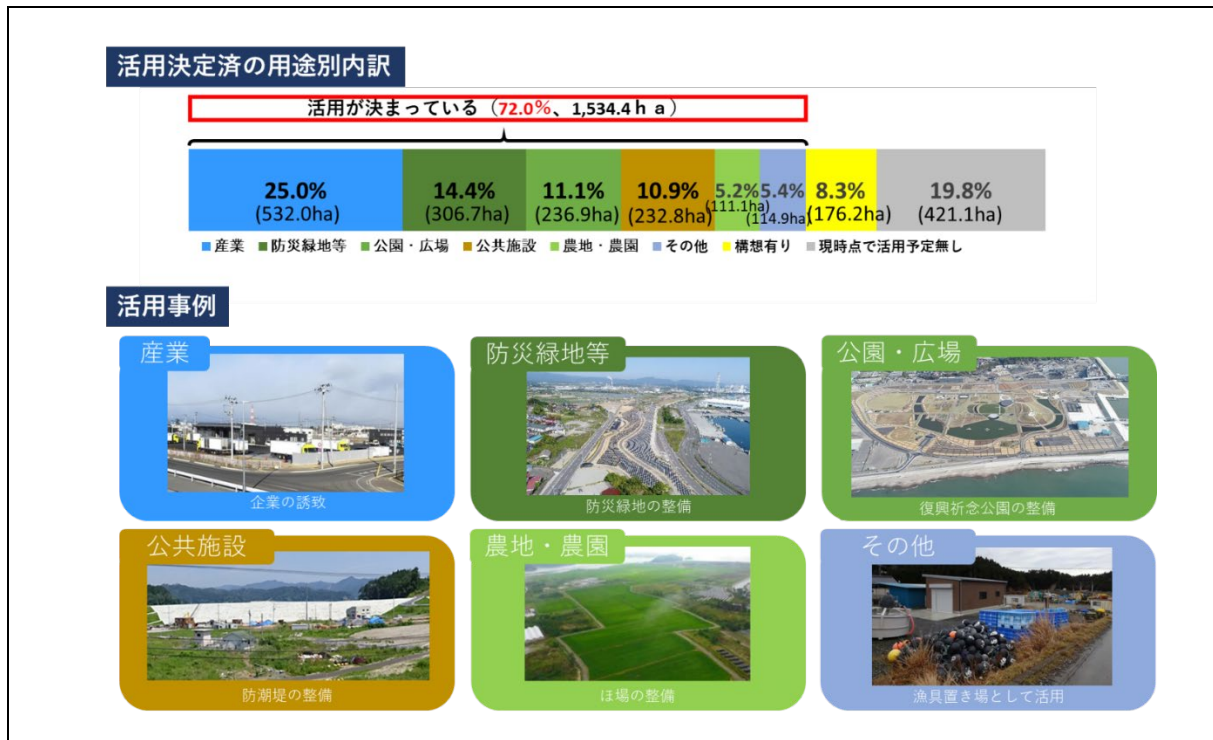 活用決定済の用途別内訳
活用が決まっている（72.0%、1,534.4ｈａ）
25.0% 14.4% 11.1% 10.9% 5.2% 5.4% 8.3% 19.8%
(532.0ha) (306.7ha) (236.9ha) (232.8ha) (111.1ha) (114.9ha) (176.2ha) (421.1ha)
■産業 ■防災緑地等 ■公園・広場 ■公共施設 ■農地・農園 ■その他 ■構想有り ■現時点で活用予定無し
活用事例
産業
企業の誘致
防災緑地等
防災緑地の整備
公園・広場
復興祈念公園の整備
公共施設
防潮堤の整備
農地・農園
ほ場の整備
その他
漁具置き場として活用